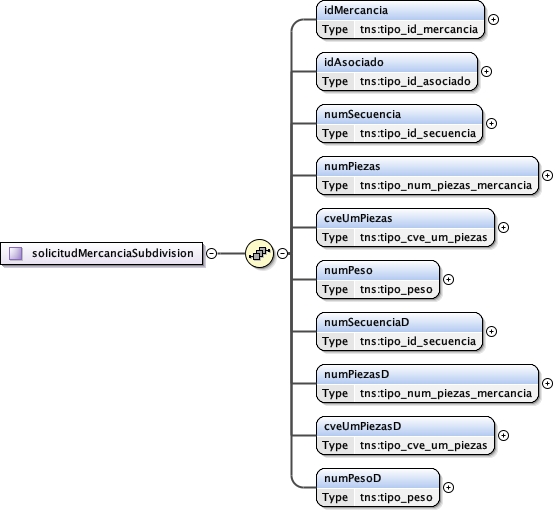 idMercancia
Type tns:tipo_id_mercancia
idAsociado
Type tns:tipo_id_asociado
numSecuencia
Type tns:tipo_id_secuencia
numPiezas
Type tns:tipo_num_piezas_mercancia
cveUmPiezas
Type tns:tipo_cve_um_piezas
solicitudMercanciaSubdivision
numPeso
Type tns:tipo_peso
numSecuenciaD
Type tns:tipo_id_secuencia
numPiezasD
Type tns:tipo_num_piezas_mercancia
cveUmPiezasD
Type tns:tipo_cve_um_piezas
numPesoD
Type tns:tipo_peso